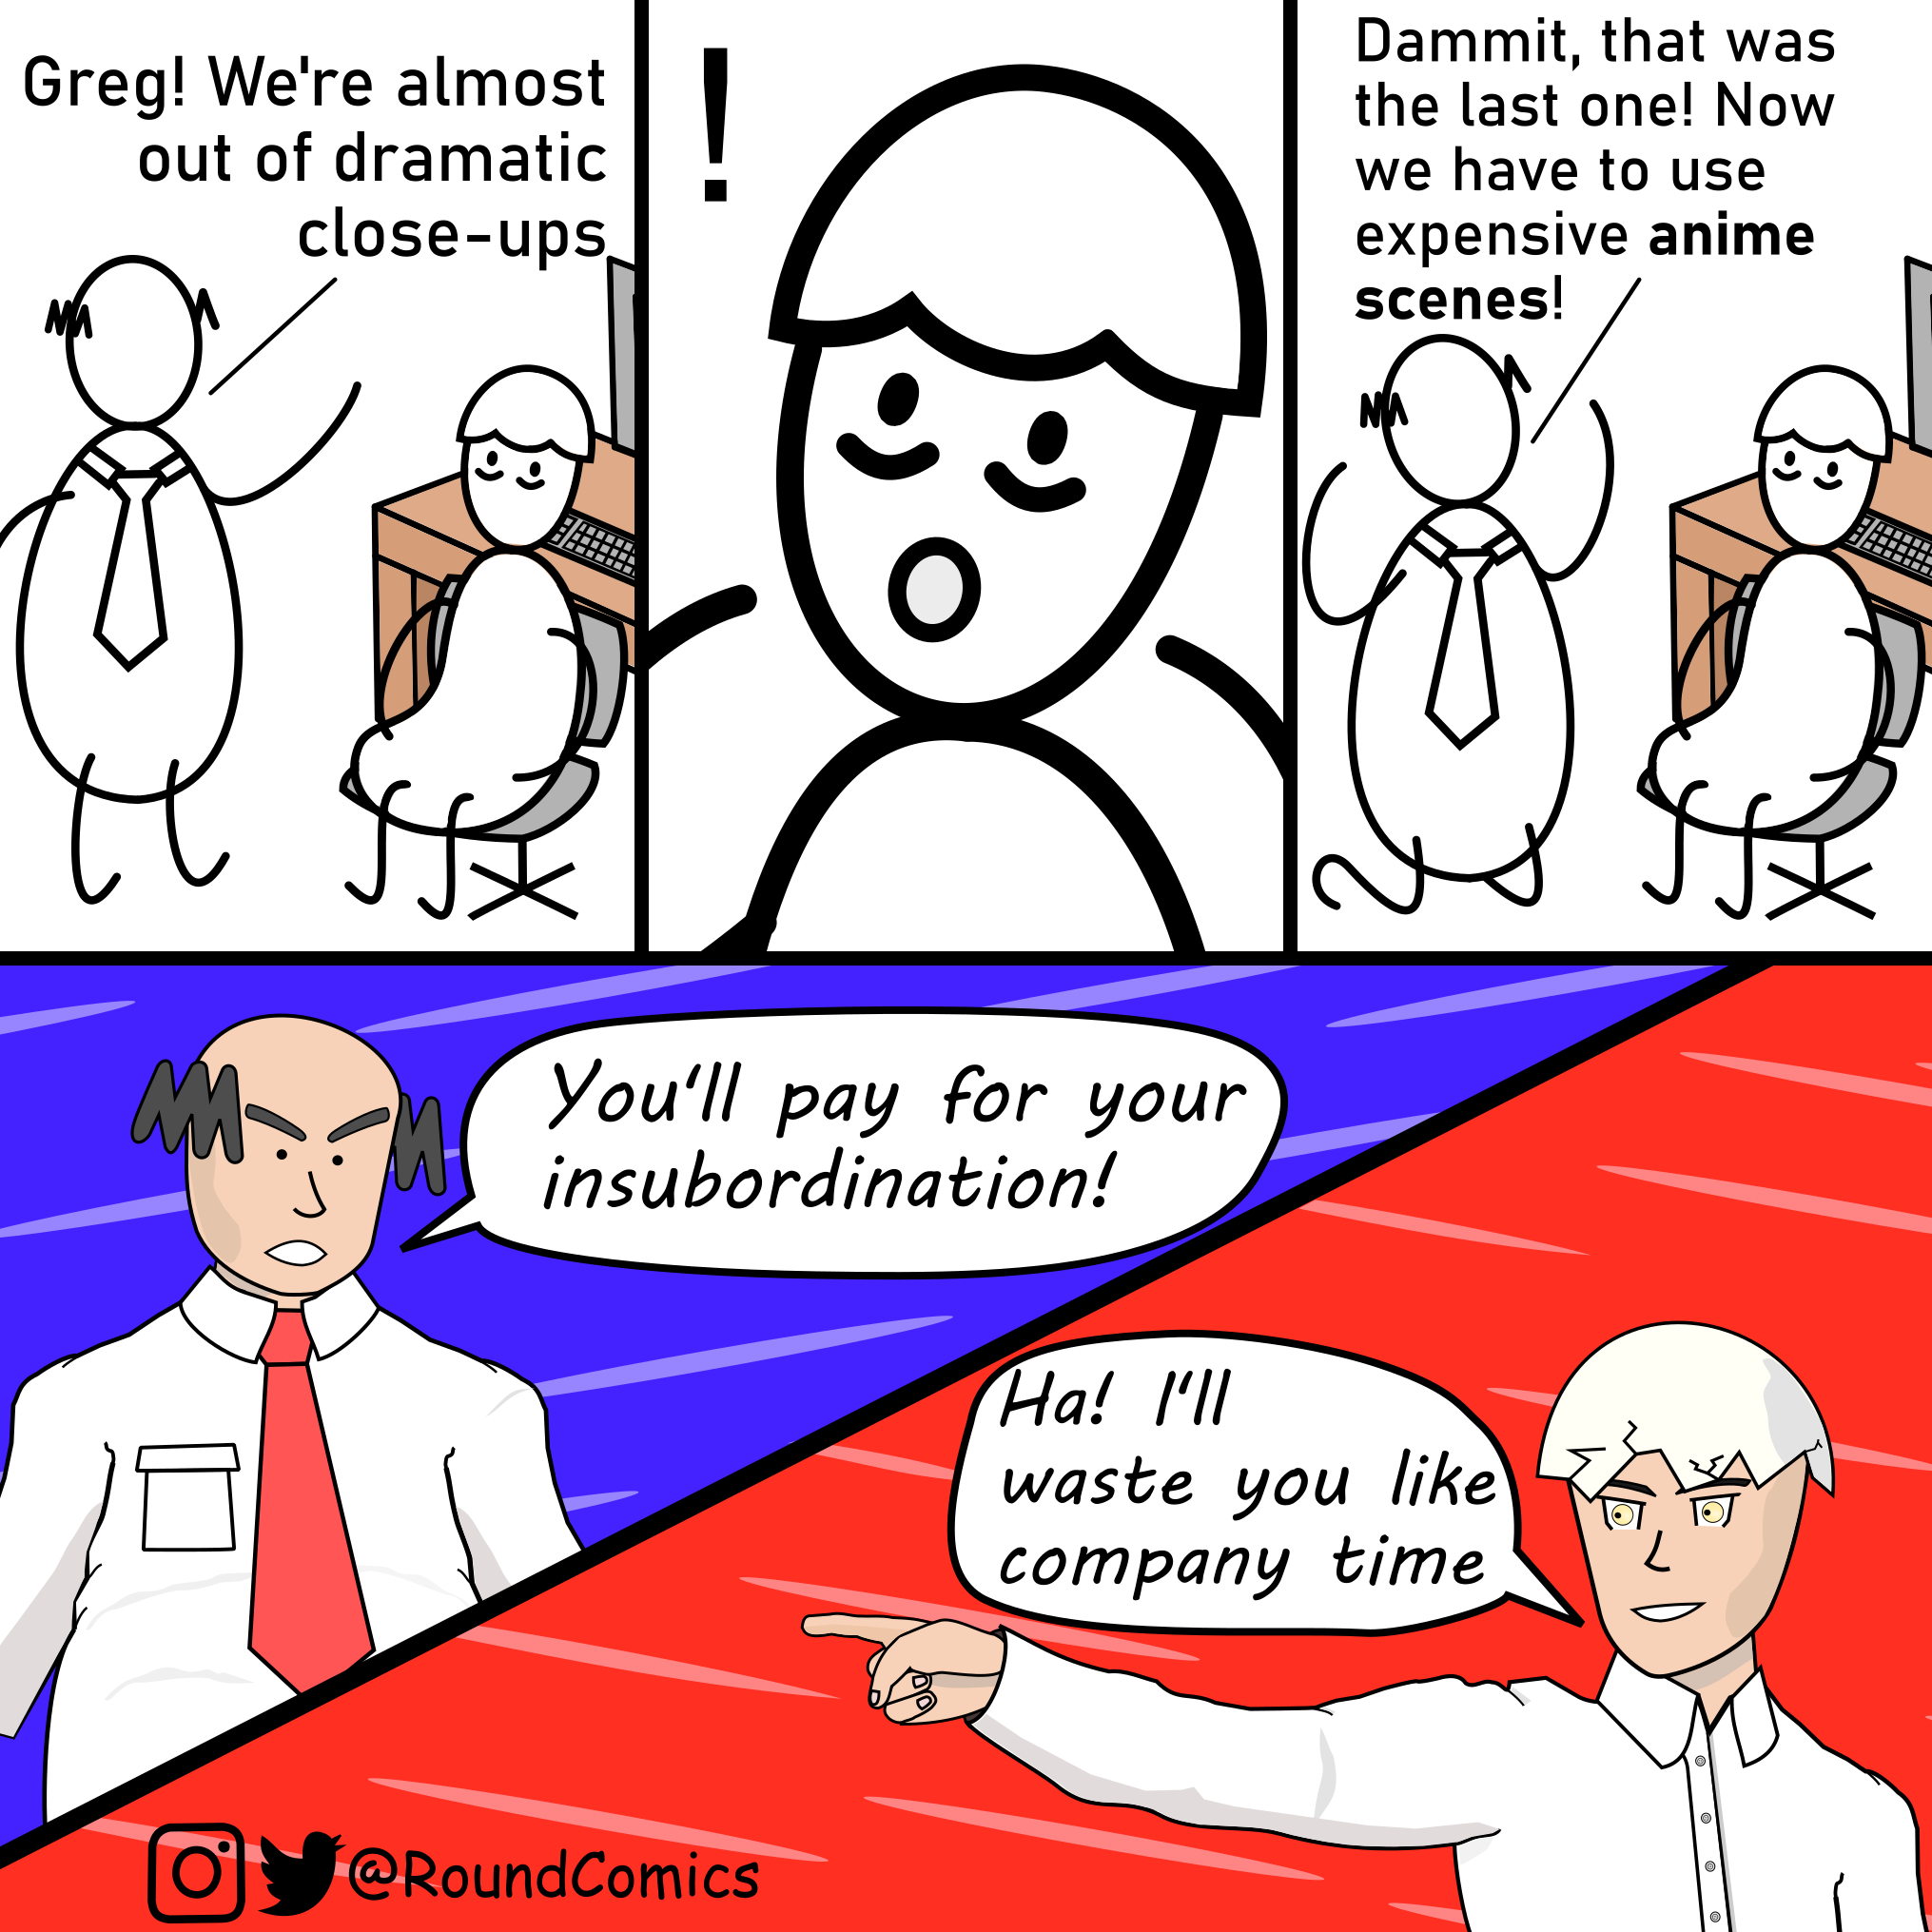 Greg! We're almost
out of dramatic
close-ups
!
Dammit, that was
the last one! Now
we have to use
expensive anime
scenes!
You'll pay for your
insubordination!
Ha! I'll
waste you like
company time
@RoundComics